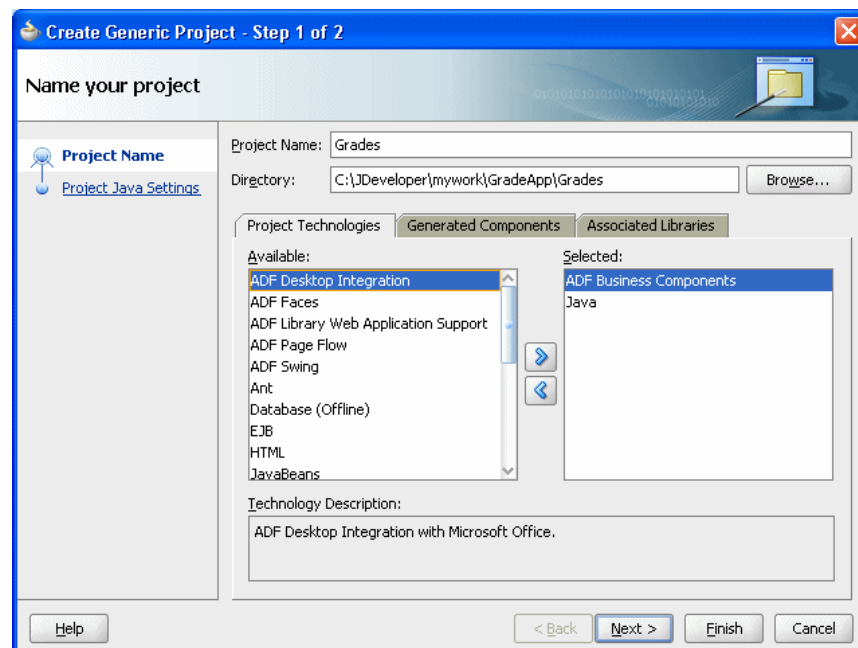 Create Generic Project - Step 1 of 2
Name your project
Project Name
Project Java Settings
Project Name: Grades
Directory: C:\JDeveloper\mywork\GradeApp\Grades Browse...
Project Technologies Generated Components Associated Libraries
Available: Selected:
ADF Desktop Integration ADF Business Components
ADF Faces Java
ADF Library Web Application Support
ADF Page Flow
ADF Swing
Ant
Database (Offline)
EJB
HTML
JavaBeans
Technology Description:
ADF Desktop Integration with Microsoft Office.
Help < Back Next > Finish Cancel